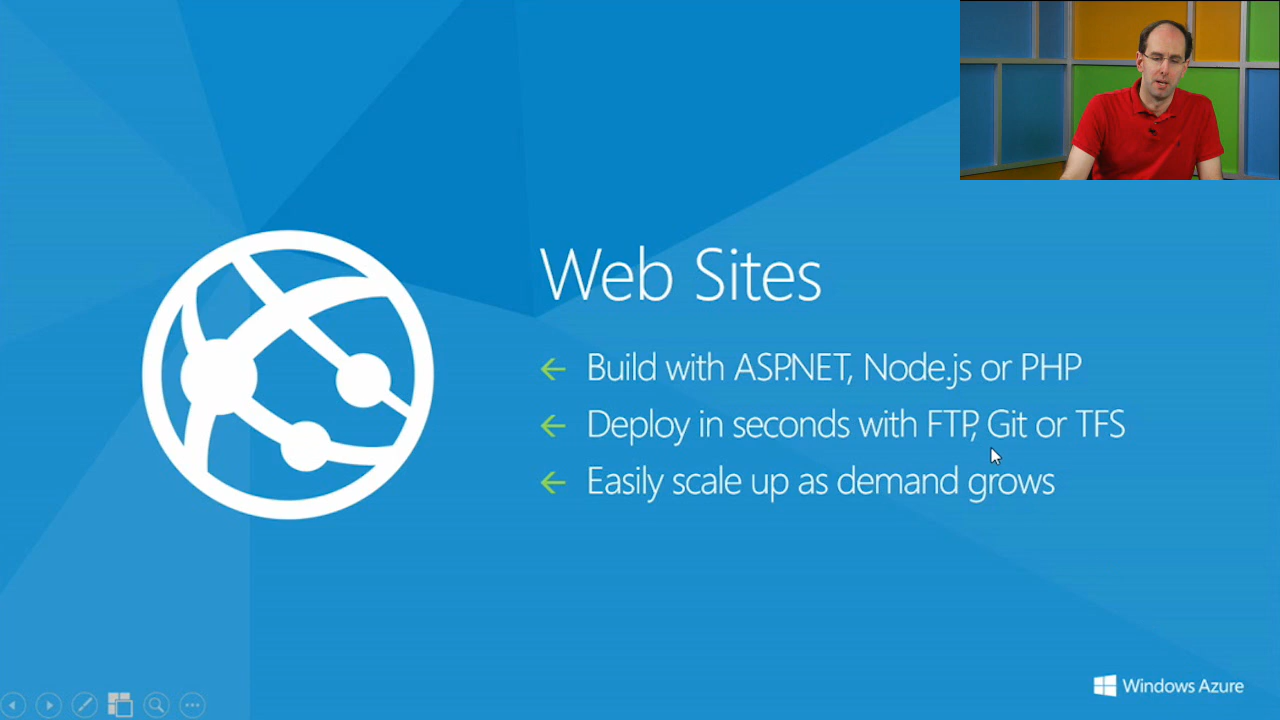 Web Sites
Build with ASP.NET, Node.js or PHP
Deploy in seconds with FTP, Git or TFS
Easily scale up as demand grows
Windows Azure